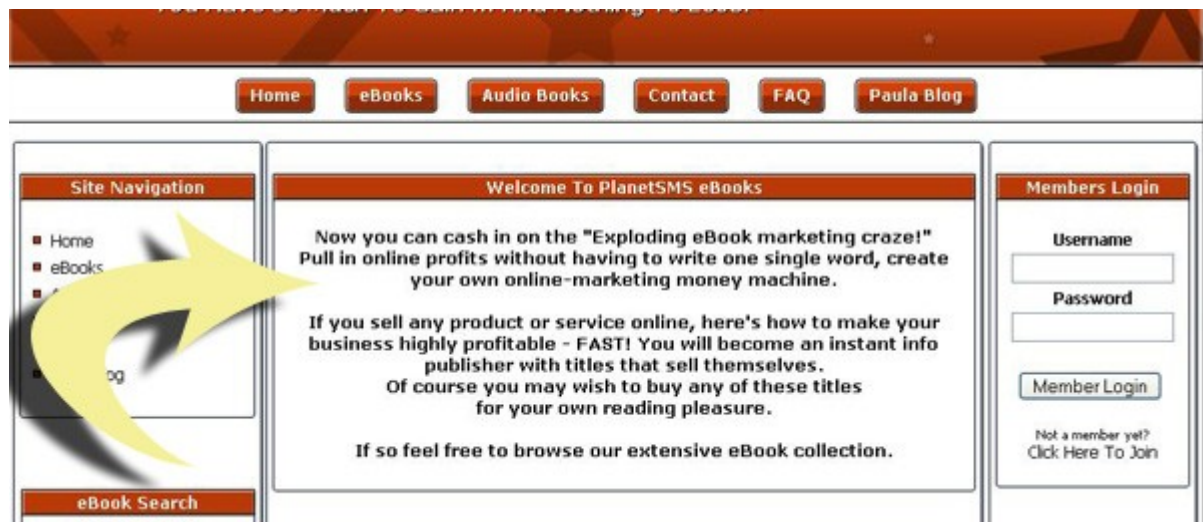 Home eBooks Audio Books Contact FAQ Paula Blog
Site Navigation
Home
eBooks
Welcome To PlanetSMS eBooks
Now you can cash in on the "Exploding eBook marketing craze!"
Pull in online profits without having to write one single word, create
your own online-marketing money machine.
If you sell any product or service online, here's how to make your
business highly profitable - FAST! You will become an instant info
publisher with titles that sell themselves.
Of course you may wish to buy any of these titles
for your own reading pleasure.
If so feel free to browse our extensive eBook collection.
Members Login
Username
Password
Member Login
Not a member yet?
Click Here To Join
eBook Search